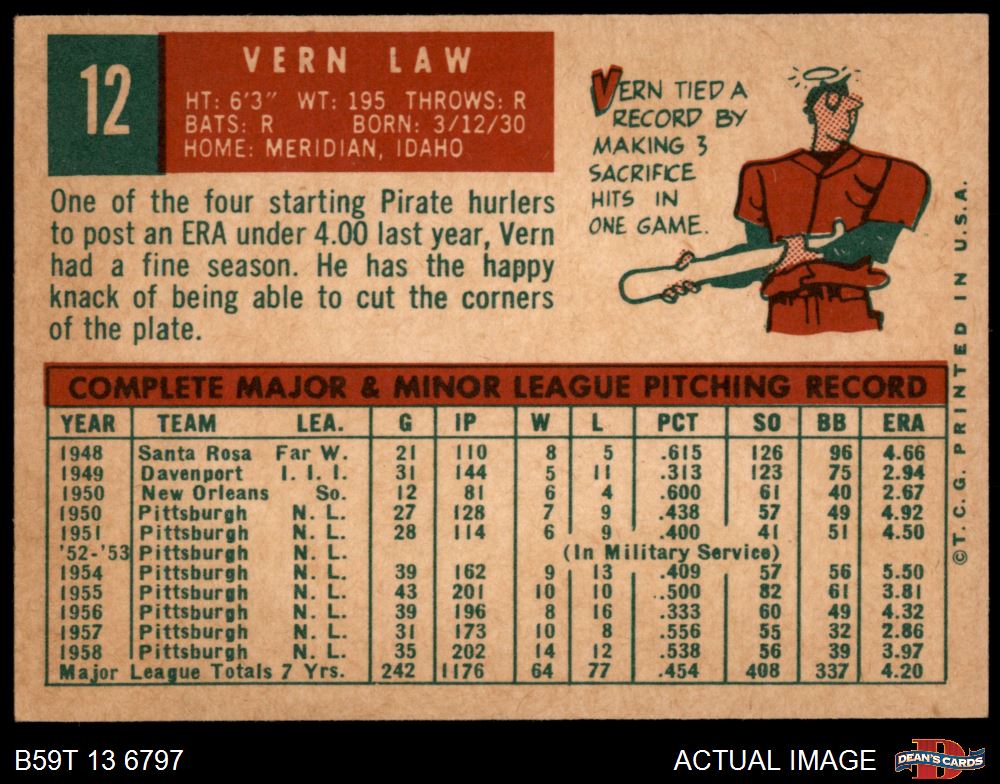 12
VERN LAW
HT: 6'3" WT: 195 THROWS: R
BATS: R BORN: 3/12/30
HOME: MERIDIAN, IDAHO
One of the four starting Pirate hurlers
to post an ERA under 4.00 last year, Vern
had a fine season. He has the happy
knack of being able to cut the corners
of the plate.
VERN TIED A
RECORD BY
MAKING 3
SACRIFICE
HITS IN
ONE GAME.
COMPLETE MAJOR & MINOR LEAGUE PITCHING RECORD
YEAR TEAM LEA. G IP W L PCT SO BB ERA
1948 Santa Rosa Far W. 21 110 8 5 .615 126 96 4.66
1949 Davenport I. I. I. 31 144 5 11 .313 123 75 2.94
1950 New Orleans So. 12 81 6 4 .600 61 40 2.67
1950 Pittsburgh N. L. 27 128 7 9 .438 57 49 4.92
1951 Pittsburgh N. L. 28 114 6 9 .400 41 51 4.50
'52-'53 Pittsburgh N. L. (In Military Service)
1954 Pittsburgh N. L. 39 162 9 13 .409 57 56 5.50
1955 Pittsburgh N. L. 43 201 10 10 .500 82 61 3.81
1956 Pittsburgh N. L. 39 196 8 16 .333 60 49 4.32
1957 Pittsburgh N. L. 31 173 10 8 .556 55 32 2.86
1958 Pittsburgh N. L. 35 202 14 12 .538 56 39 3.97
Major League Totals 7 Yrs. 242 1176 64 77 .454 408 337 4.20
©T. C. G. PRINTED IN U.S.A.
B59T 13 6797
ACTUAL IMAGE
DEAN'S CARDS